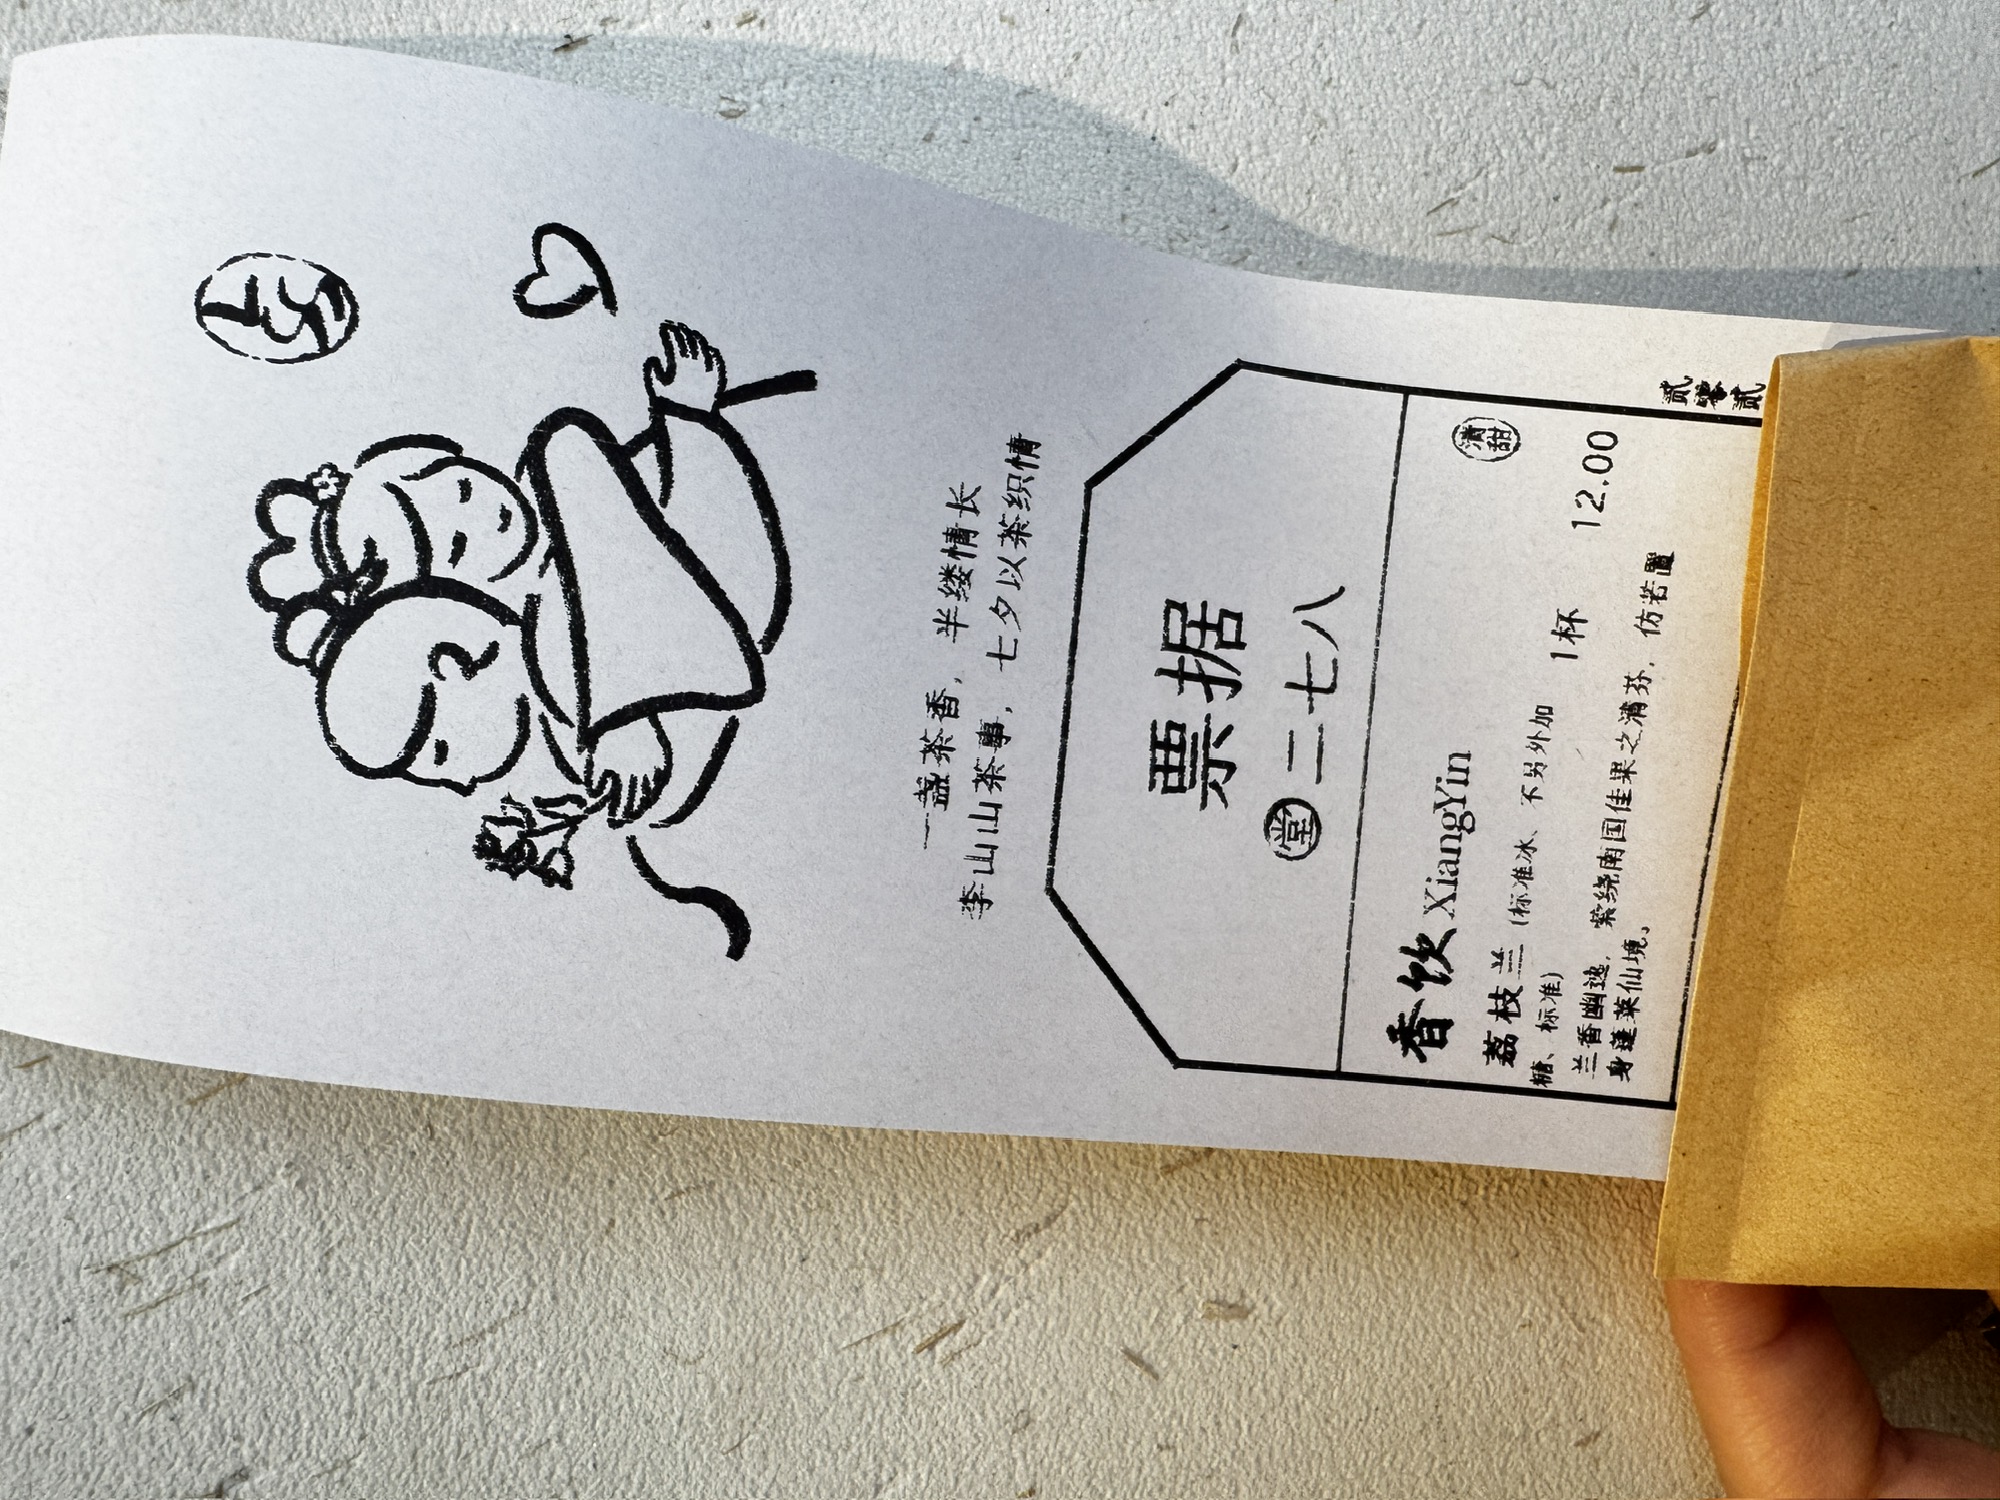 七夕
一盏茶香，半缕情长
李山山茶事，七夕以茶织情
票据
堂 二七八
香饮 XiangYin
清甜
荔枝兰（标准冰、不另外加
糖、标准） 1杯 12.00
兰香幽逸，萦绕南国佳果之清芬，仿若置
身蓬莱仙境。
贰零贰